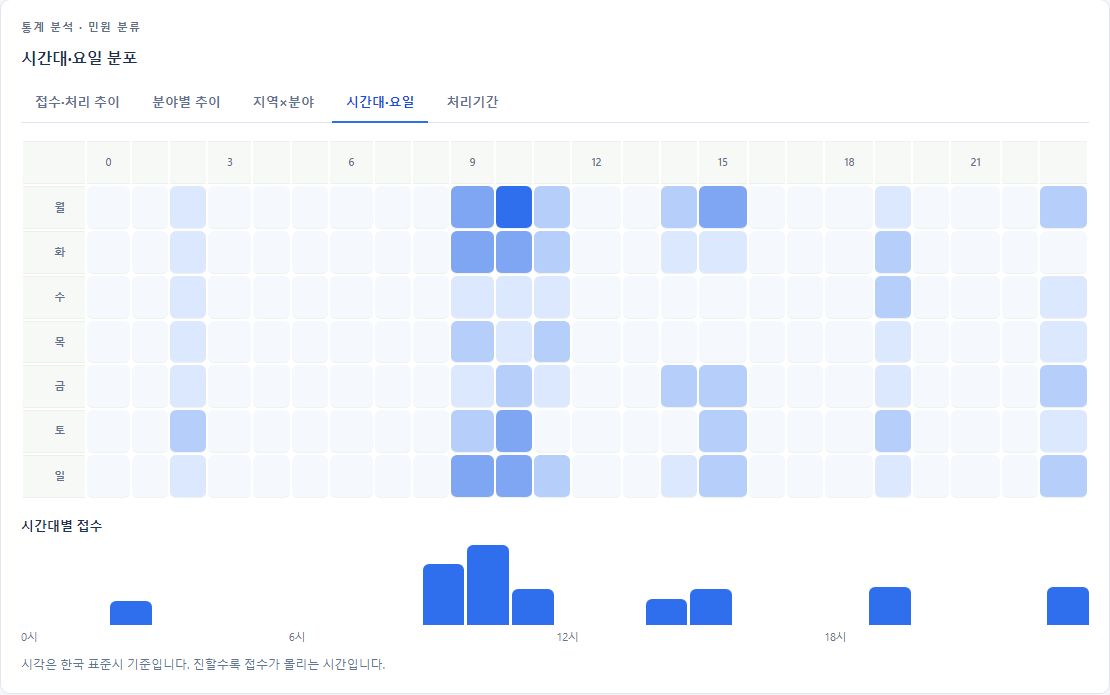 통계 분석 · 민원 분류
시간대·요일 분포
접수·처리 추이 분야별 추이 지역×분야 시간대·요일 처리기간
0 3 6 9 12 15 18 21
월
화
수
목
금
토
일
시간대별 접수
0시 6시 12시 18시
시각은 한국 표준시 기준입니다. 진할수록 접수가 몰리는 시간입니다.